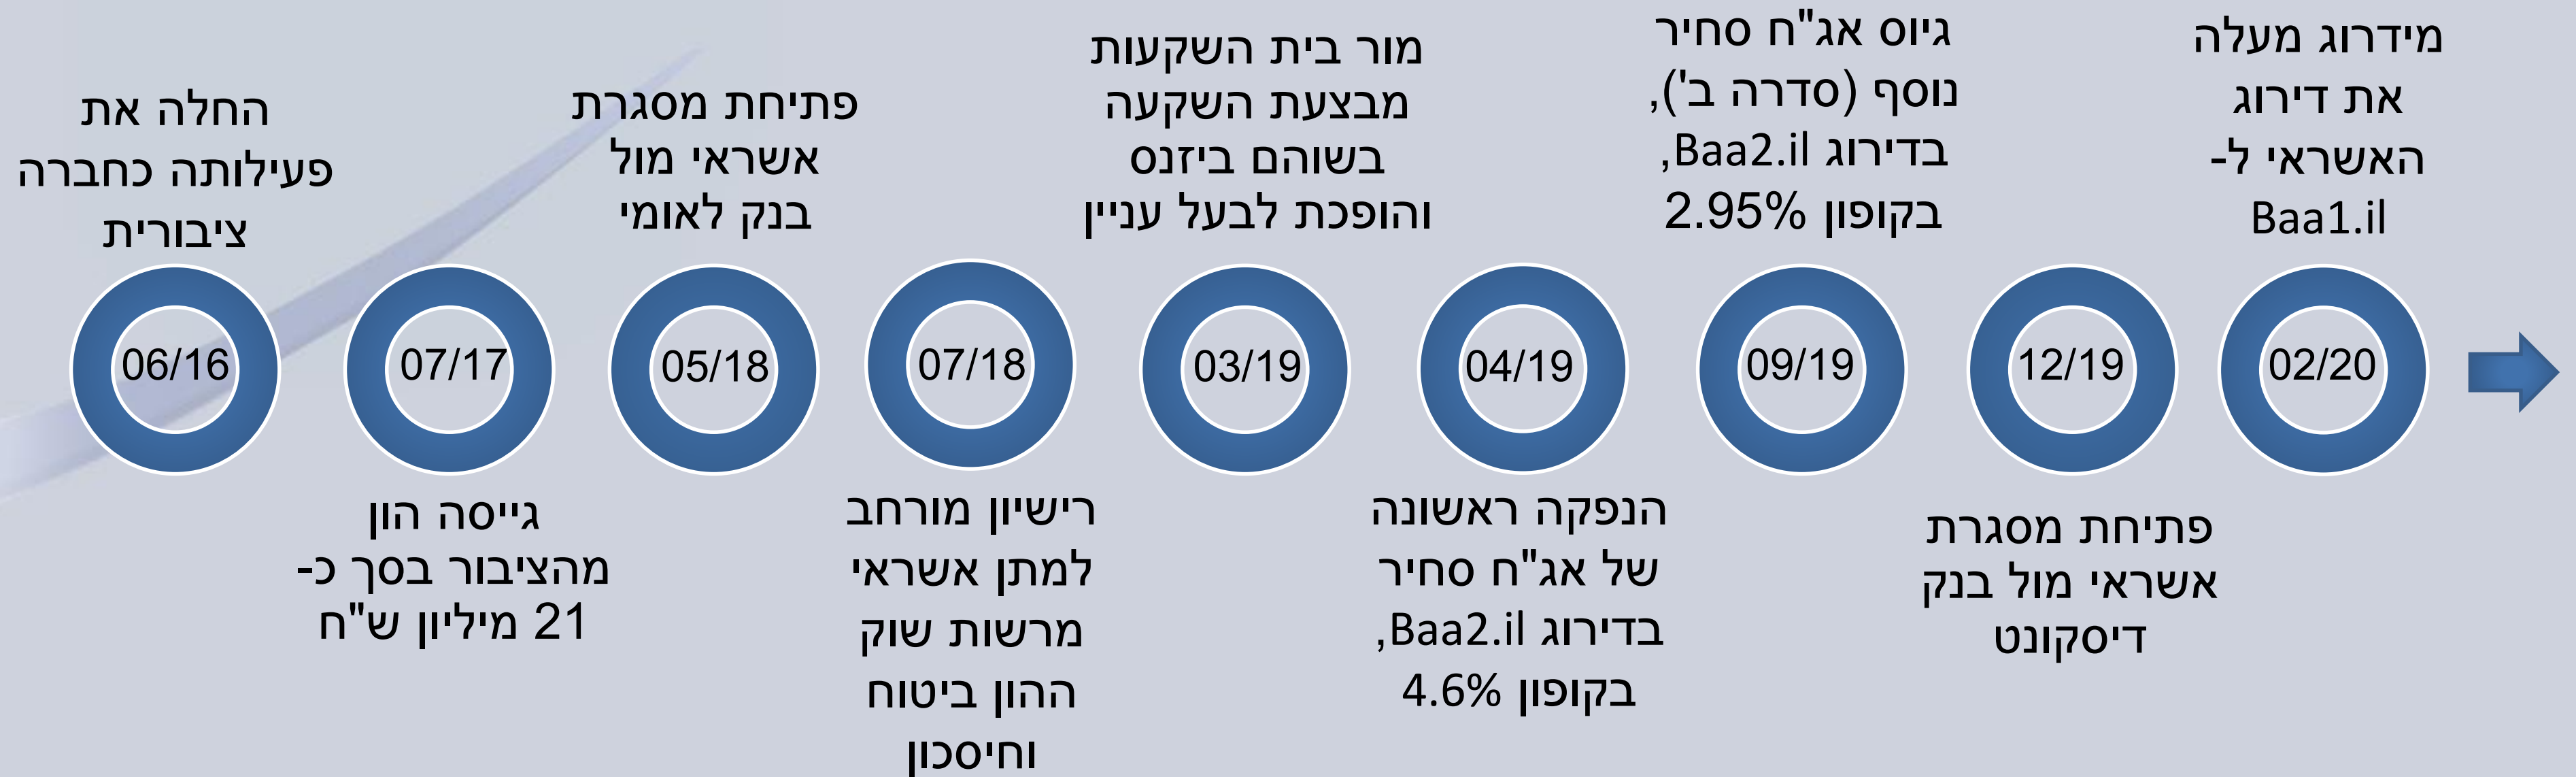 החלה את
פעילותה כחברה
ציבורית
06/16
07/17
גייסה הון
מהציבור בסך כ-
21 מיליון ש"ח
פתיחת מסגרת
אשראי מול
בנק לאומי
05/18
07/18
רישיון מורחב
למתן אשראי
מרשות שוק
ההון ביטוח
וחיסכון
מור בית השקעות
מבצעת השקעה
בשוהם ביזנס
והופכת לבעל עניין
03/19
04/19
הנפקה ראשונה
של אג"ח סחיר
בדירוג Baa2.il,
בקופון 4.6%
גיוס אג"ח סחיר
נוסף (סדרה ב'),
בדירוג Baa2.il,
בקופון 2.95%
09/19
12/19
פתיחת מסגרת
אשראי מול בנק
דיסקונט
מידרוג מעלה
את דירוג
האשראי ל-
Baa1.il
02/20